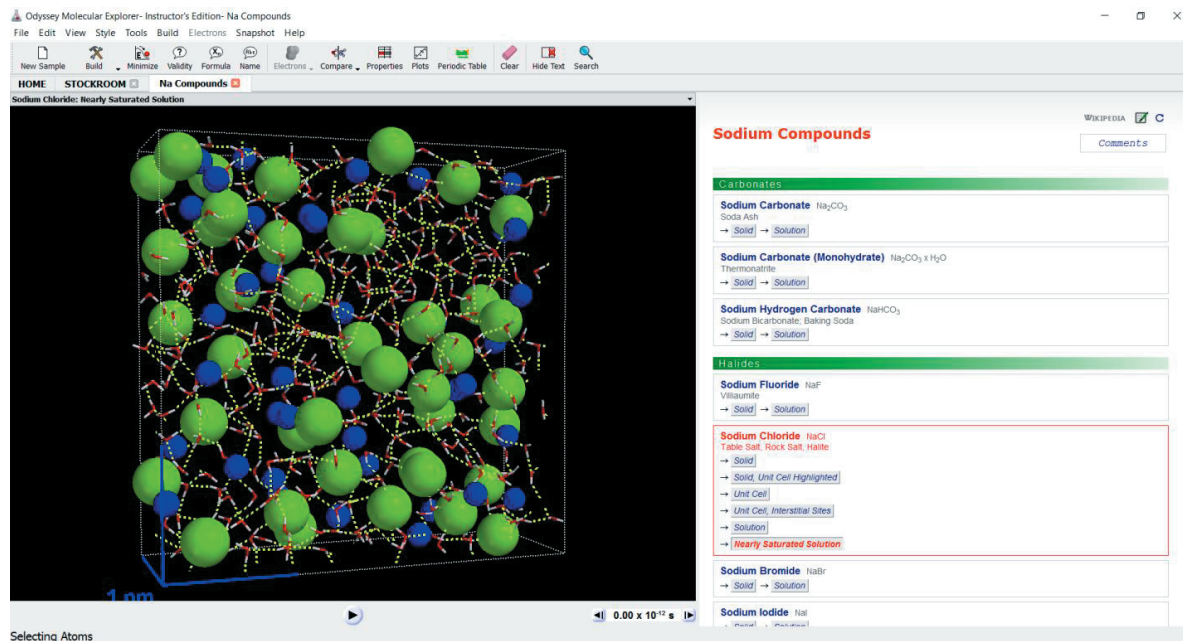 Odyssey Molecular Explorer- Instructor's Edition- Na Compounds
File Edit View Style Tools Build Electrons Snapshot Help
New Sample Build Minimize Validity Formula Name Electrons Compare Properties Plots Periodic Table Clear Hide Text Search
HOME STOCKROOM Na Compounds
Sodium Chloride: Nearly Saturated Solution
1 nm
0.00 x 10⁻¹² s
Selecting Atoms
WIKIPEDIA
Sodium Compounds
Comments
Carbonates
Sodium Carbonate Na₂CO₃
Soda Ash
→ Solid → Solution
Sodium Carbonate (Monohydrate) Na₂CO₃ x H₂O
Thermonatrite
→ Solid → Solution
Sodium Hydrogen Carbonate NaHCO₃
Sodium Bicarbonate; Baking Soda
→ Solid → Solution
Halides
Sodium Fluoride NaF
Villiaumite
→ Solid → Solution
Sodium Chloride NaCl
Table Salt, Rock Salt, Halite
→ Solid
→ Solid, Unit Cell Highlighted
→ Unit Cell
→ Unit Cell, Interstitial Sites
→ Solution
→ Nearly Saturated Solution
Sodium Bromide NaBr
→ Solid → Solution
Sodium Iodide NaI